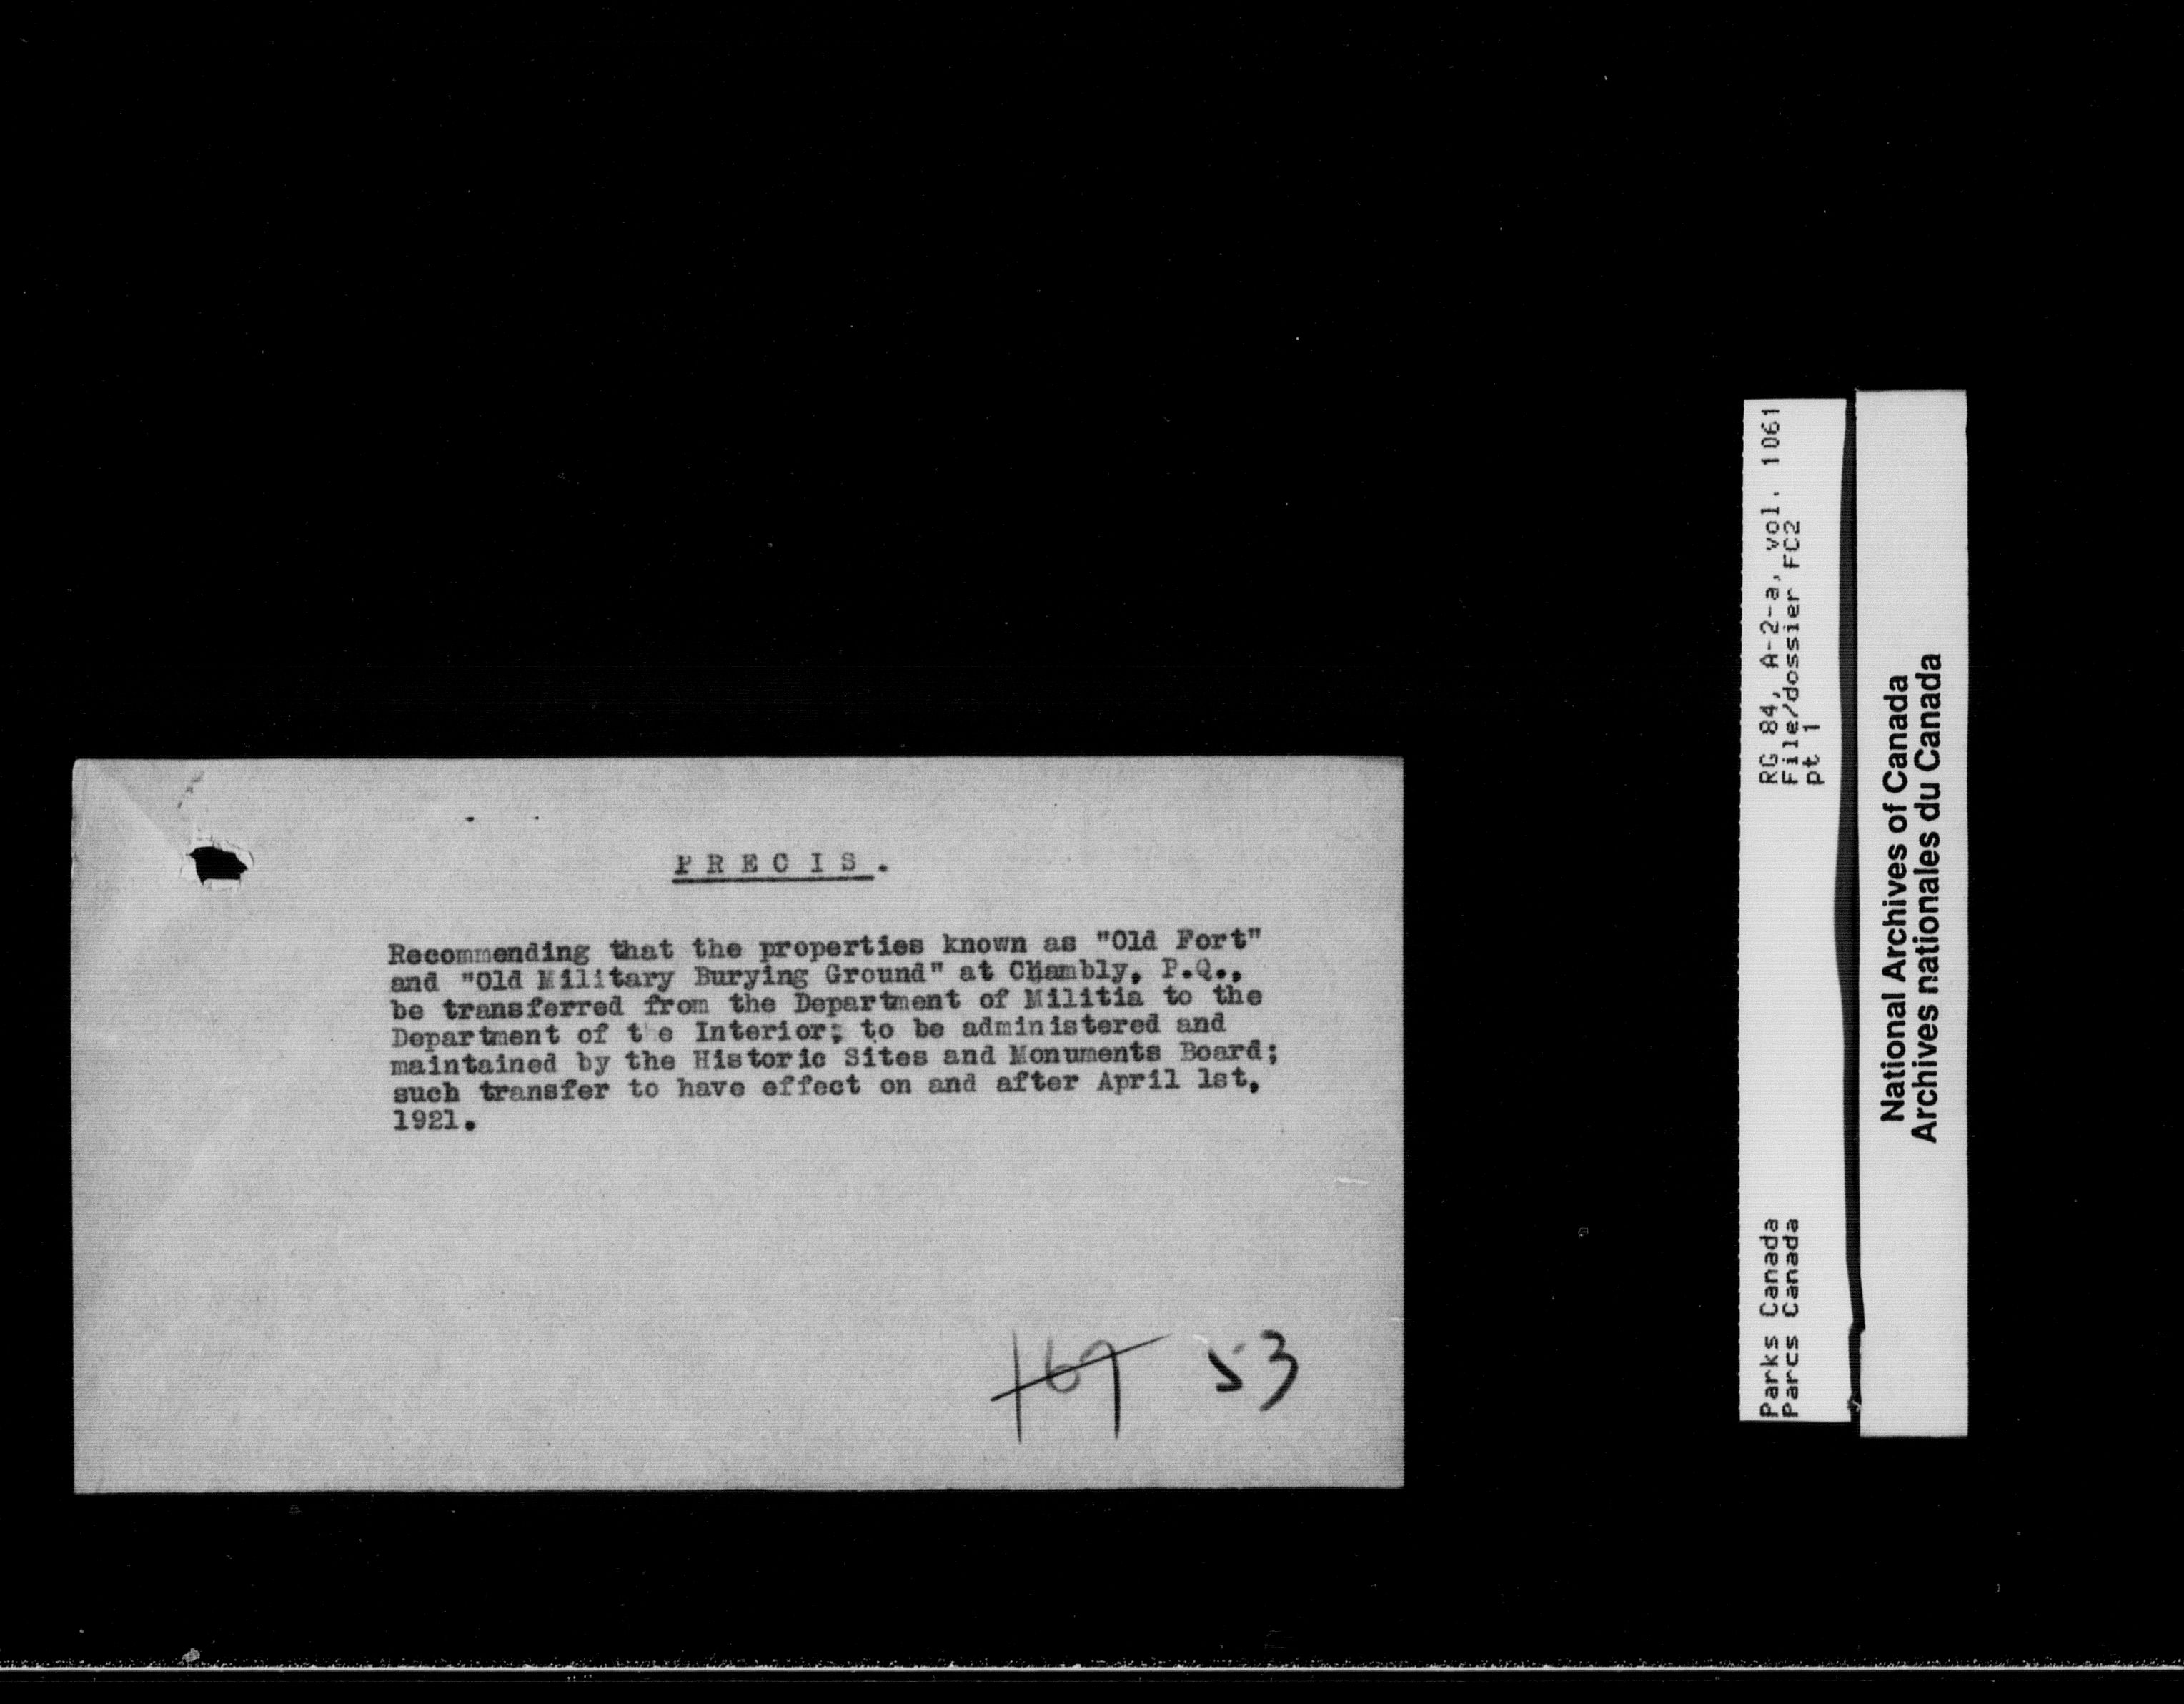 P R E C I S .
Recommending that the properties known as "Old Fort"
and "Old Military Burying Ground" at Chambly, P.Q.,
be transferred from the Department of Militia to the
Department of the Interior; to be administered and
maintained by the Historic Sites and Monuments Board;
such transfer to have effect on and after April 1st,
1921.
169 53
RG 84, A-2-a, vol. 1061
File/dossier FC2
pt 1
Parks Canada
Parcs Canada
National Archives of Canada
Archives nationales du Canada